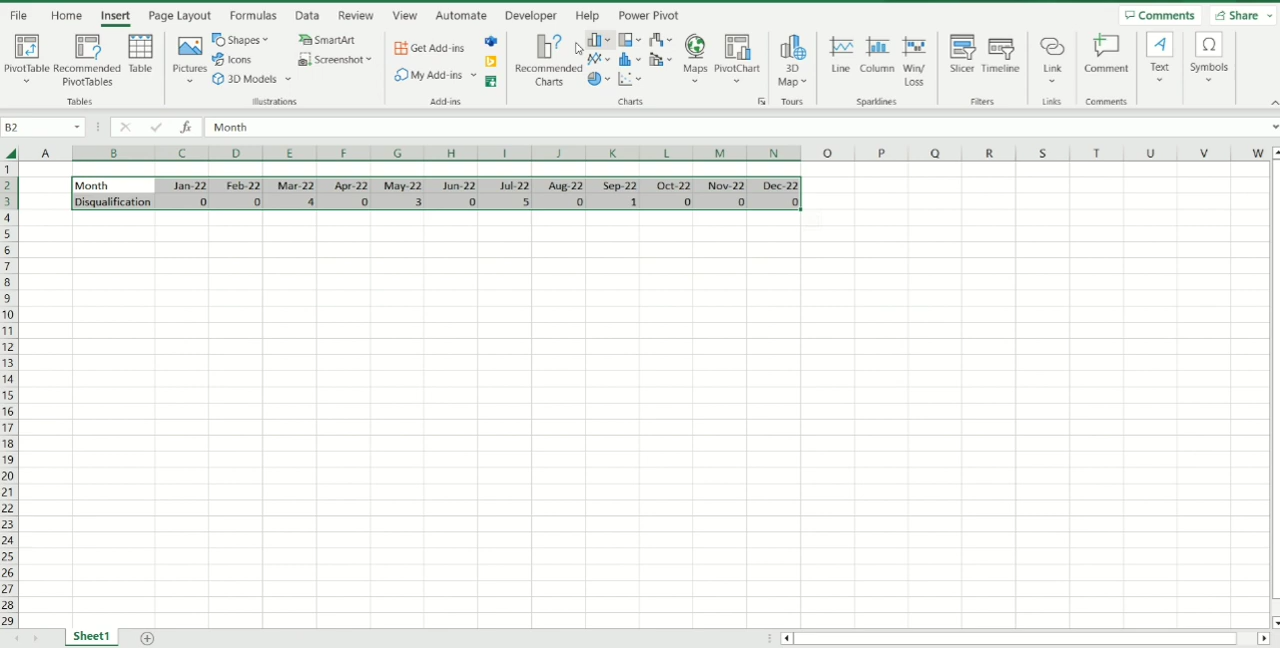 File Home Insert Page Layout Formulas Data Review View Automate Developer Help Power Pivot Comments Share
PivotTable Recommended PivotTables Table
Tables
Pictures Shapes Icons 3D Models SmartArt Screenshot
Illustrations
Get Add-ins
My Add-ins
Add-ins
Recommended Charts Maps PivotChart
Charts
3D Map
Tours
Line Column Win/ Loss
Sparklines
Slicer Timeline
Filters
Link
Links
Comment
Comments
Text
Symbols
B2 fx Month
A B C D E F G H I J K L M N O P Q R S T U V W
1
2 Month Jan-22 Feb-22 Mar-22 Apr-22 May-22 Jun-22 Jul-22 Aug-22 Sep-22 Oct-22 Nov-22 Dec-22
3 Disqualification 0 0 4 0 3 0 5 0 1 0 0 0
4
5
6
7
8
9
10
11
12
13
14
15
16
17
18
19
20
21
22
23
24
25
26
27
28
29
Sheet1